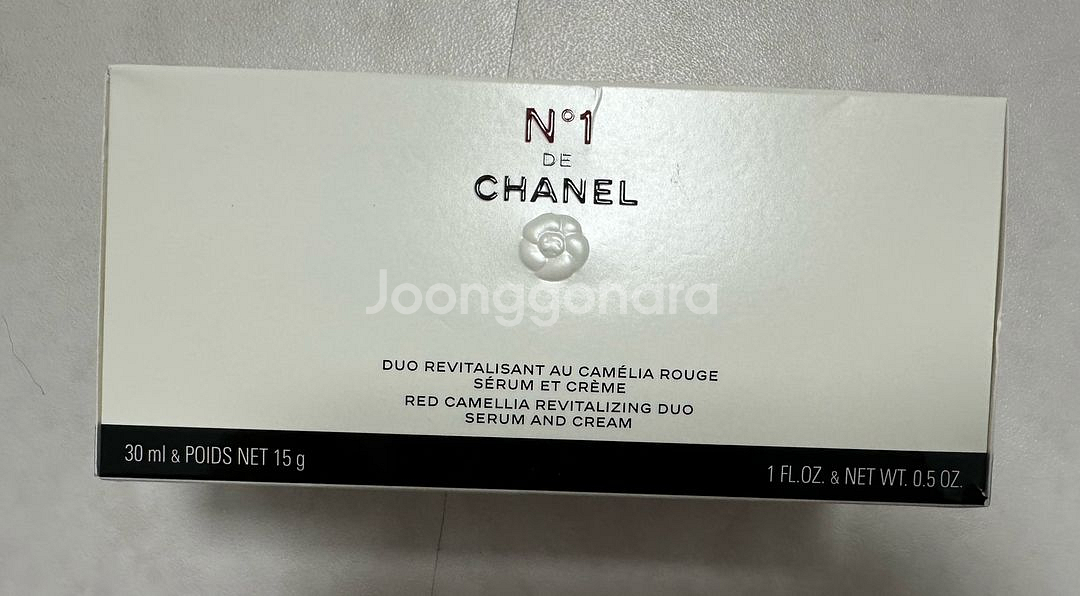 N°1
DE
CHANEL
Joonggonara
DUO REVITALISANT AU CAMÉLIA ROUGE
SÉRUM ET CRÈME
RED CAMELLIA REVITALIZING DUO
SERUM AND CREAM
30 ml & POIDS NET 15 g
1 FL.OZ. & NET WT. 0.5 OZ.